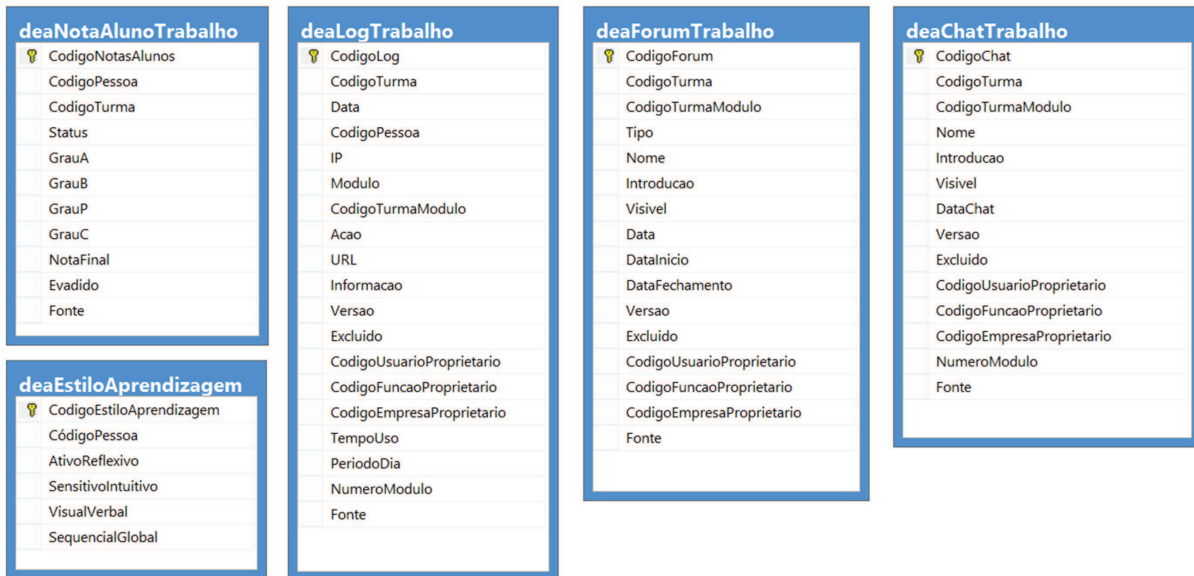 deaNotaAlunoTrabalho
CodigoNotasAlunos
CodigoPessoa
CodigoTurma
Status
GrauA
GrauB
GrauP
GrauC
NotaFinal
Evadido
Fonte
deaEstiloAprendizagem
CodigoEstiloAprendizagem
CódigoPessoa
AtivoReflexivo
SensitivoIntuitivo
VisualVerbal
SequencialGlobal
deaLogTrabalho
CodigoLog
CodigoTurma
Data
CodigoPessoa
IP
Modulo
CodigoTurmaModulo
Acao
URL
Informacao
Versao
Excluido
CodigoUsuarioProprietario
CodigoFuncaoProprietario
CodigoEmpresaProprietario
TempoUso
PeriodoDia
NumeroModulo
Fonte
deaForumTrabalho
CodigoForum
CodigoTurma
CodigoTurmaModulo
Tipo
Nome
Introducao
Visivel
Data
DataInicio
DataFechamento
Versao
Excluido
CodigoUsuarioProprietario
CodigoFuncaoProprietario
CodigoEmpresaProprietario
Fonte
deaChatTrabalho
CodigoChat
CodigoTurma
CodigoTurmaModulo
Nome
Introducao
Visivel
DataChat
Versao
Excluido
CodigoUsuarioProprietario
CodigoFuncaoProprietario
CodigoEmpresaProprietario
NumeroModulo
Fonte